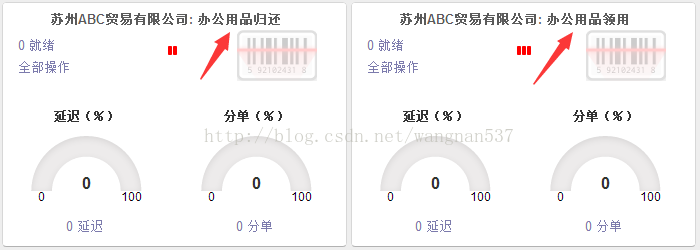 苏州ABC贸易有限公司: 办公用品归还
0 就绪
全部操作
5 92102431 8
延迟（%）
分单（%）
0
0 100
0
0 100
0 延迟
0 分单
苏州ABC贸易有限公司: 办公用品领用
0 就绪
全部操作
5 92102431 8
延迟（%）
分单（%）
0
0 100
0
0 100
0 延迟
0 分单
http://blog.csdn.net/wangnan537